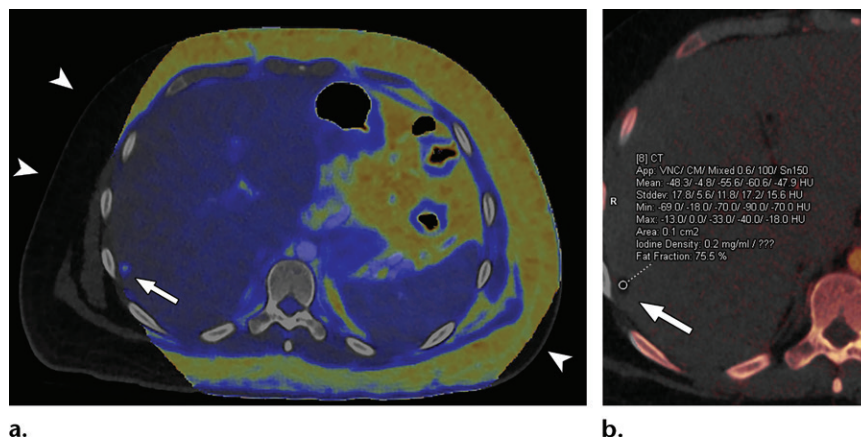 [8] CT
App: VNC/ CM/ Mixed 0.6/ 100/ Sn150
Mean: -48.3/ -4.8/ -55.6/ -60.6/ -47.9 HU
Stddev: 17.8/ 5.6/ 11.8/ 17.2/ 15.6 HU
Min: -69.0/ -18.0/ -70.0/ -90.0/ -70.0 HU
Max: -13.0/ 0.0/ -33.0/ -40.0/ -18.0 HU
Area: 0.1 cm2
Iodine Density: 0.2 mg/ml / ???
Fat Fraction: 75.5 %
R
a.
b.